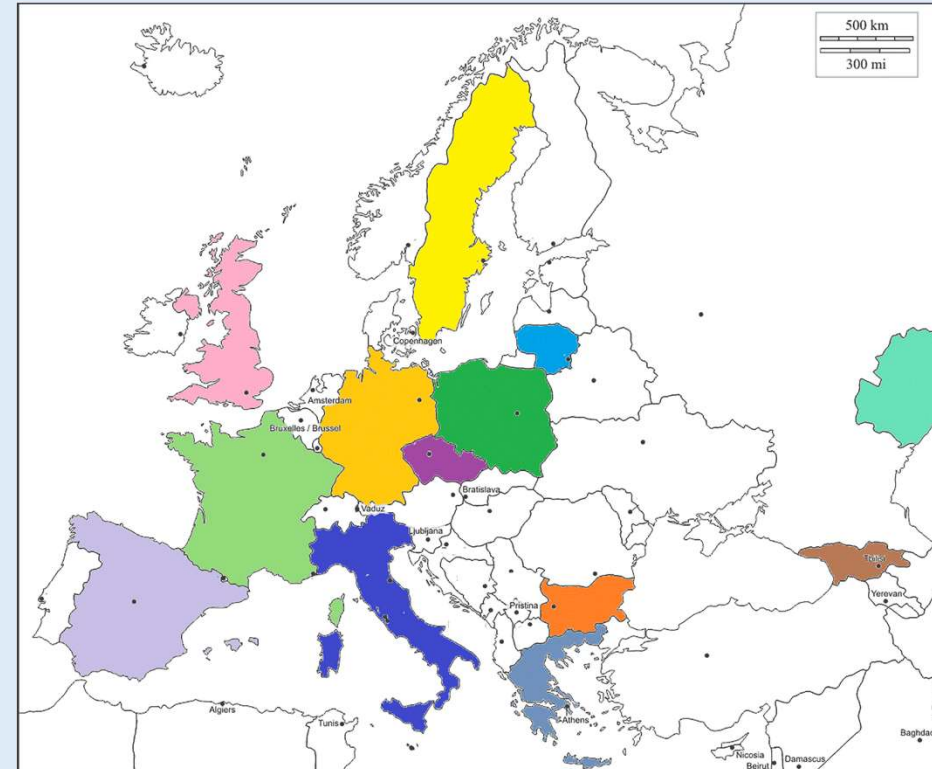 500 km
300 mi
Copenhagen
Amsterdam
Bruxelles / Brussel
Bratislava
Vaduz
Ljubljana
Tbilisi
Yerevan
Pristina
Algiers
Tunis
Athens
Nicosia
Beirut
Damascus
Baghdad